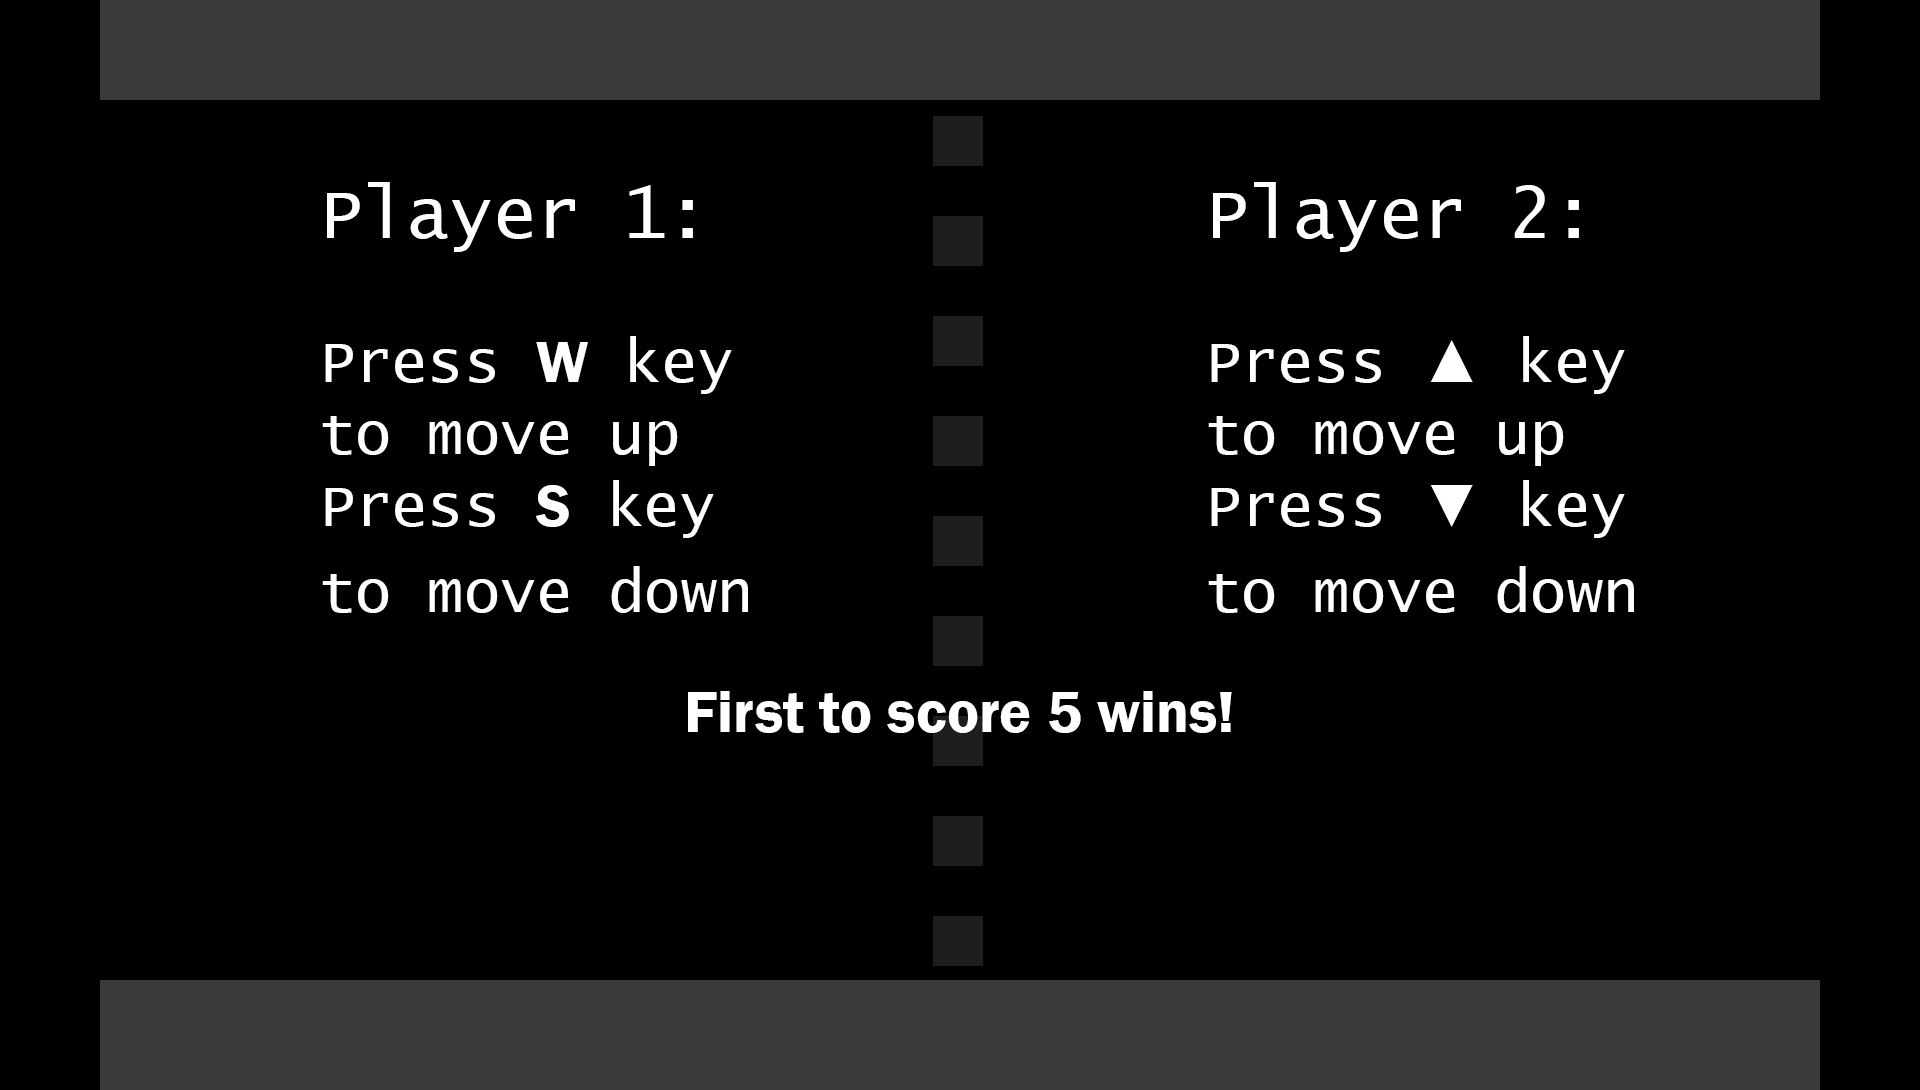 Player 1:
Press W key
to move up
Press S key
to move down
Player 2:
Press ▲ key
to move up
Press ▼ key
to move down
First to score 5 wins!